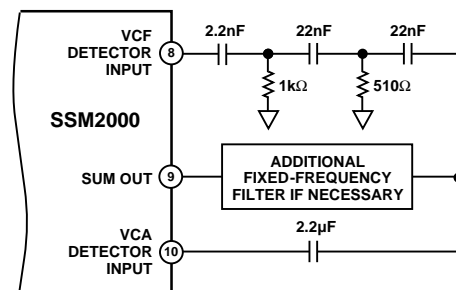 VCF
DETECTOR
INPUT
8
2.2nF
22nF
22nF
1kΩ
510Ω
SSM2000
SUM OUT
9
ADDITIONAL
FIXED-FREQUENCY
FILTER IF NECESSARY
VCA
DETECTOR
INPUT
10
2.2µF